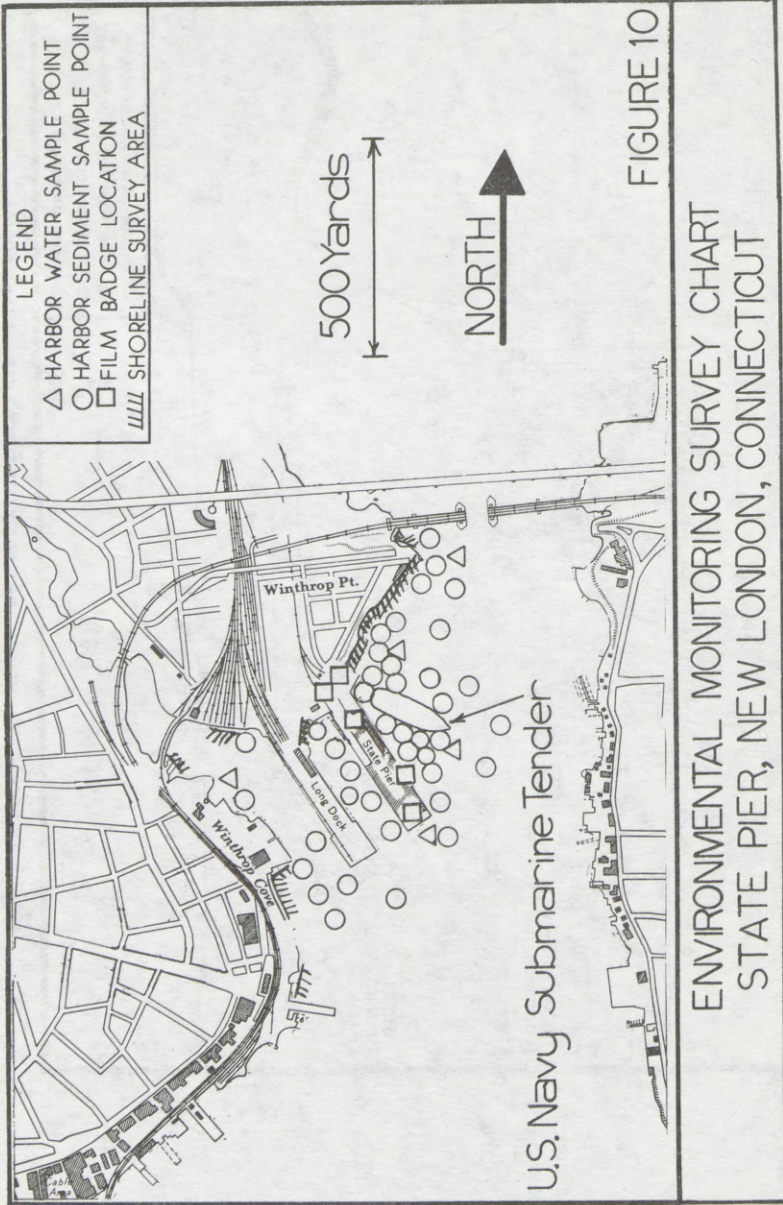 LEGEND
△ HARBOR WATER SAMPLE POINT
○ HARBOR SEDIMENT SAMPLE POINT
□ FILM BADGE LOCATION
///// SHORELINE SURVEY AREA
500 Yards
NORTH
FIGURE 10
Winthrop Pt.
State Pier
Long Dock
Winthrop Cove
Area
U.S. Navy Submarine Tender
ENVIRONMENTAL MONITORING SURVEY CHART
STATE PIER, NEW LONDON, CONNECTICUT